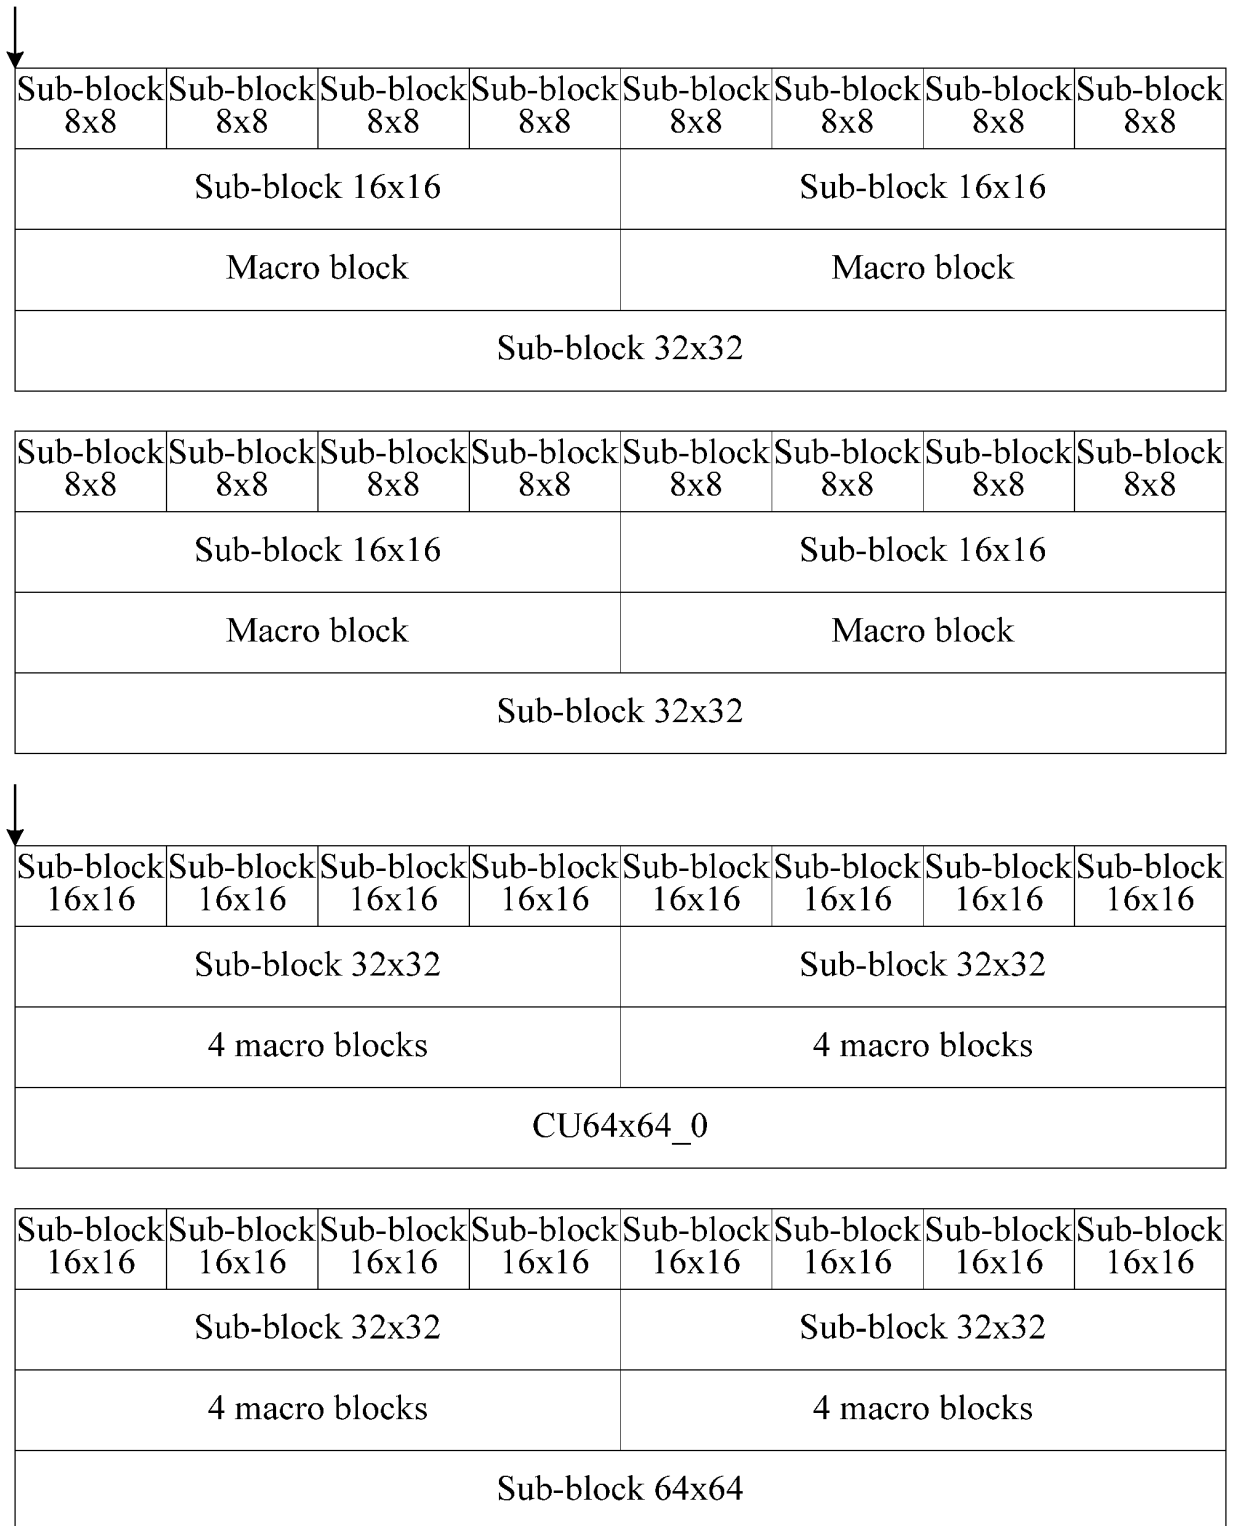 Sub-block Sub-block Sub-block Sub-block Sub-block Sub-block Sub-block Sub-block
8x8 8x8 8x8 8x8 8x8 8x8 8x8 8x8
Sub-block 16x16 Sub-block 16x16
Macro block Macro block
Sub-block 32x32
Sub-block Sub-block Sub-block Sub-block Sub-block Sub-block Sub-block Sub-block
8x8 8x8 8x8 8x8 8x8 8x8 8x8 8x8
Sub-block 16x16 Sub-block 16x16
Macro block Macro block
Sub-block 32x32
Sub-block Sub-block Sub-block Sub-block Sub-block Sub-block Sub-block Sub-block
16x16 16x16 16x16 16x16 16x16 16x16 16x16 16x16
Sub-block 32x32 Sub-block 32x32
4 macro blocks 4 macro blocks
CU64x64_0
Sub-block Sub-block Sub-block Sub-block Sub-block Sub-block Sub-block Sub-block
16x16 16x16 16x16 16x16 16x16 16x16 16x16 16x16
Sub-block 32x32 Sub-block 32x32
4 macro blocks 4 macro blocks
Sub-block 64x64